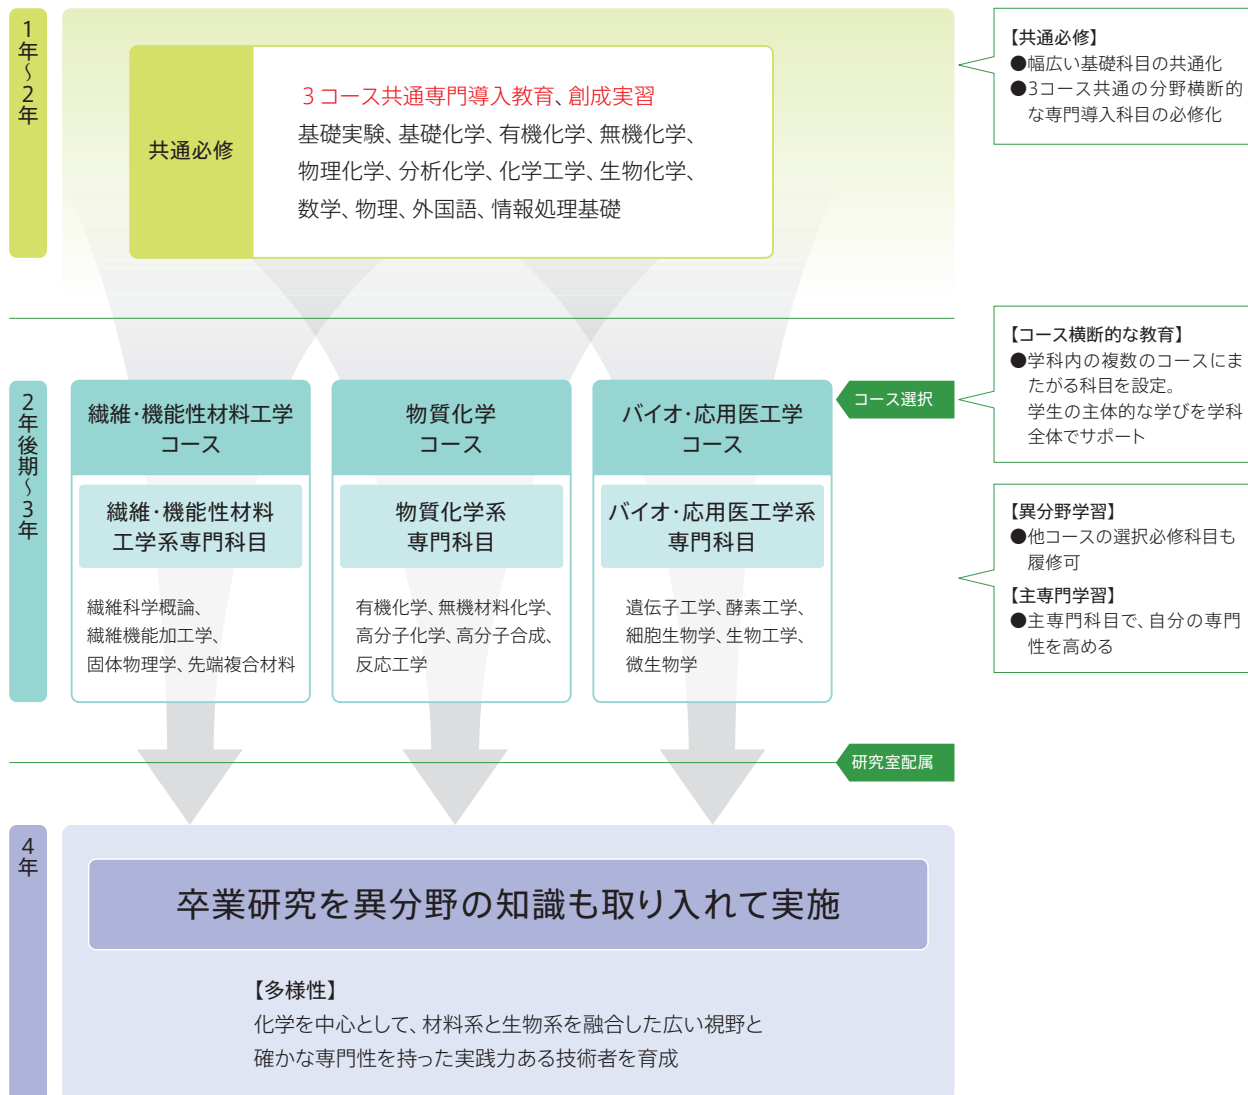 1年〜2年
共通必修
3コース共通専門導入教育、創成実習
基礎実験、基礎化学、有機化学、無機化学、
物理化学、分析化学、化学工学、生物化学、
数学、物理、外国語、情報処理基礎
【共通必修】
●幅広い基礎科目の共通化
●3コース共通の分野横断的
な専門導入科目の必修化
2年後期〜3年
繊維・機能性材料工学
コース
繊維・機能性材料
工学系専門科目
繊維科学概論、
繊維機能加工学、
固体物理学、先端複合材料
物質化学
コース
物質化学系
専門科目
有機化学、無機材料化学、
高分子化学、高分子合成、
反応工学
バイオ・応用医工学
コース
バイオ・応用医工学系
専門科目
遺伝子工学、酵素工学、
細胞生物学、生物工学、
微生物学
コース選択
【コース横断的な教育】
●学科内の複数のコースにま
たがる科目を設定。
学生の主体的な学びを学科
全体でサポート
【異分野学習】
●他コースの選択必修科目も
履修可
【主専門学習】
●主専門科目で、自分の専門
性を高める
研究室配属
4年
卒業研究を異分野の知識も取り入れて実施
【多様性】
化学を中心として、材料系と生物系を融合した広い視野と
確かな専門性を持った実践力ある技術者を育成